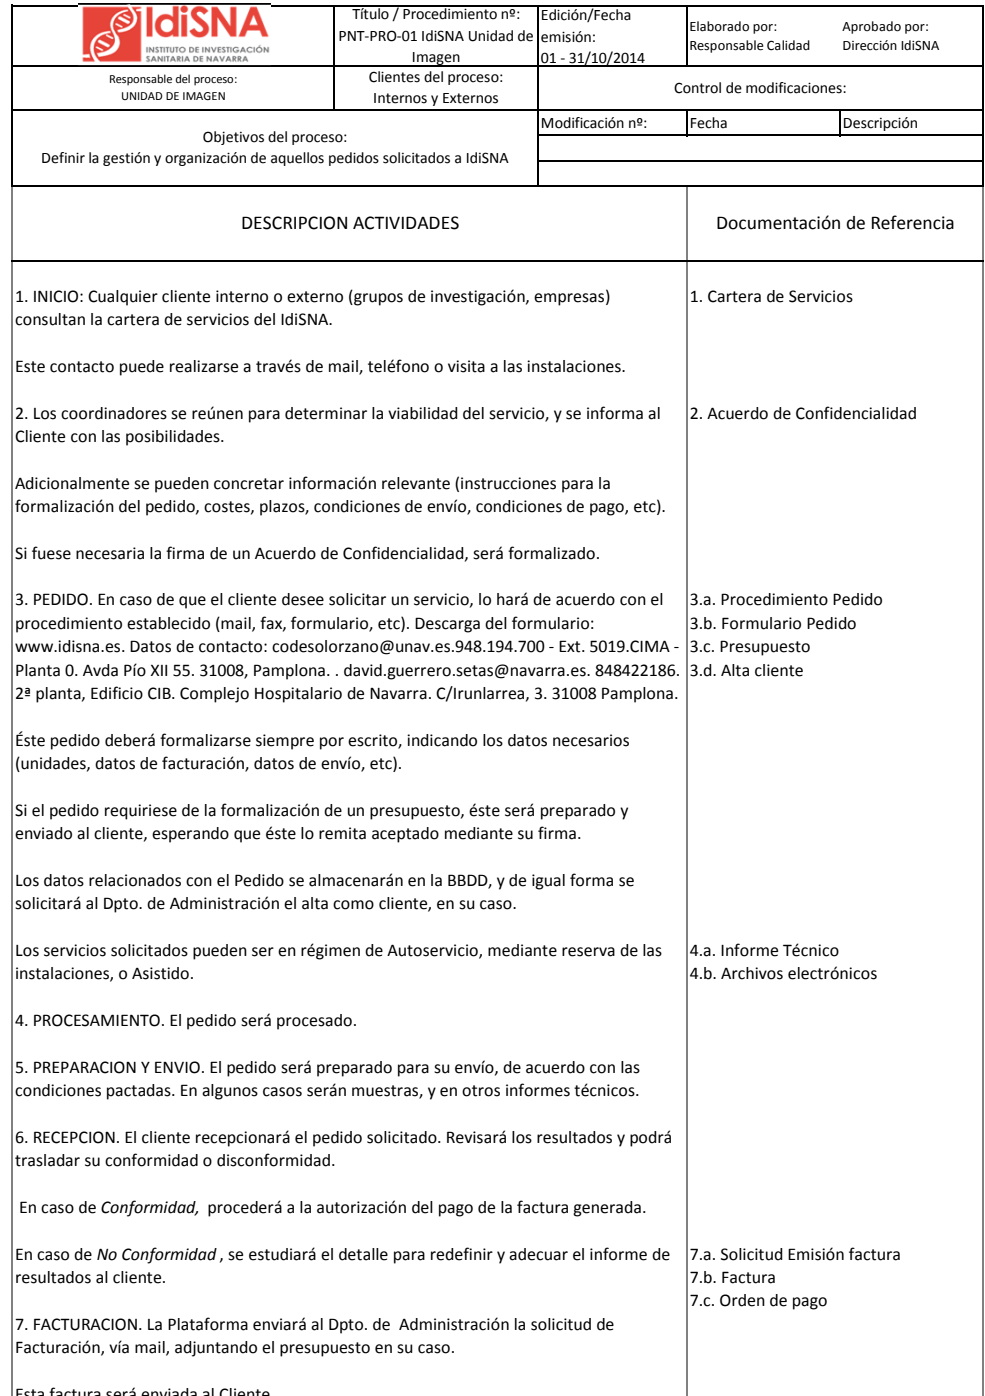 IdiSNA
INSTITUTO DE INVESTIGACIÓN
SANITARIA DE NAVARRA
Título / Procedimiento nº:
PNT-PRO-01 IdiSNA Unidad de
Imagen
Edición/Fecha
emisión:
01 - 31/10/2014
Elaborado por:
Responsable Calidad
Aprobado por:
Dirección IdiSNA
Responsable del proceso:
UNIDAD DE IMAGEN
Clientes del proceso:
Internos y Externos
Control de modificaciones:
Objetivos del proceso:
Definir la gestión y organización de aquellos pedidos solicitados a IdiSNA
Modificación nº:
Fecha
Descripción
DESCRIPCION ACTIVIDADES
Documentación de Referencia
1. INICIO: Cualquier cliente interno o externo (grupos de investigación, empresas)
consultan la cartera de servicios del IdiSNA.
1. Cartera de Servicios
Este contacto puede realizarse a través de mail, teléfono o visita a las instalaciones.
2. Los coordinadores se reúnen para determinar la viabilidad del servicio, y se informa al
Cliente con las posibilidades.
2. Acuerdo de Confidencialidad
Adicionalmente se pueden concretar información relevante (instrucciones para la
formalización del pedido, costes, plazos, condiciones de envío, condiciones de pago, etc).
Si fuese necesaria la firma de un Acuerdo de Confidencialidad, será formalizado.
3. PEDIDO. En caso de que el cliente desee solicitar un servicio, lo hará de acuerdo con el
procedimiento establecido (mail, fax, formulario, etc). Descarga del formulario:
www.idisna.es. Datos de contacto: codesolorzano@unav.es.948.194.700 - Ext. 5019.CIMA -
Planta 0. Avda Pío XII 55. 31008, Pamplona. . david.guerrero.setas@navarra.es. 848422186.
2ª planta, Edificio CIB. Complejo Hospitalario de Navarra. C/Irunlarrea, 3. 31008 Pamplona.
3.a. Procedimiento Pedido
3.b. Formulario Pedido
3.c. Presupuesto
3.d. Alta cliente
Éste pedido deberá formalizarse siempre por escrito, indicando los datos necesarios
(unidades, datos de facturación, datos de envío, etc).
Si el pedido requiriese de la formalización de un presupuesto, éste será preparado y
enviado al cliente, esperando que éste lo remita aceptado mediante su firma.
Los datos relacionados con el Pedido se almacenarán en la BBDD, y de igual forma se
solicitará al Dpto. de Administración el alta como cliente, en su caso.
Los servicios solicitados pueden ser en régimen de Autoservicio, mediante reserva de las
instalaciones, o Asistido.
4.a. Informe Técnico
4.b. Archivos electrónicos
4. PROCESAMIENTO. El pedido será procesado.
5. PREPARACION Y ENVIO. El pedido será preparado para su envío, de acuerdo con las
condiciones pactadas. En algunos casos serán muestras, y en otros informes técnicos.
6. RECEPCION. El cliente recepcionará el pedido solicitado. Revisará los resultados y podrá
trasladar su conformidad o disconformidad.
En caso de Conformidad, procederá a la autorización del pago de la factura generada.
En caso de No Conformidad , se estudiará el detalle para redefinir y adecuar el informe de
resultados al cliente.
7.a. Solicitud Emisión factura
7.b. Factura
7.c. Orden de pago
7. FACTURACION. La Plataforma enviará al Dpto. de Administración la solicitud de
Facturación, vía mail, adjuntando el presupuesto en su caso.
Esta factura será enviada al Cliente